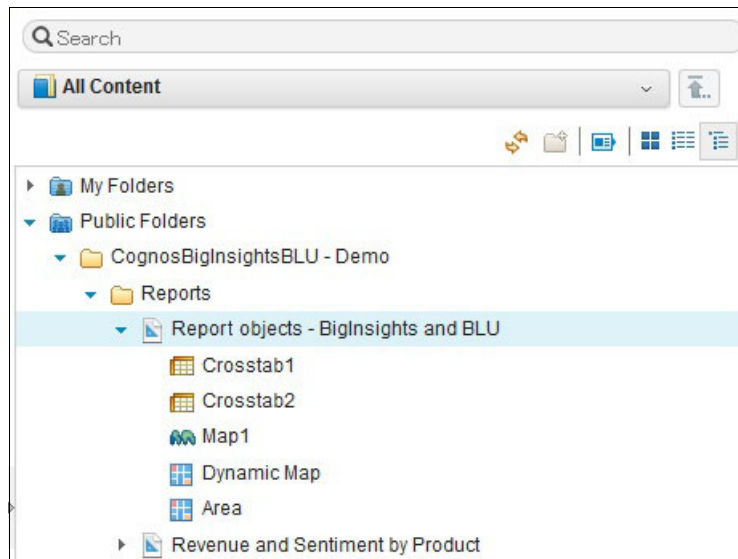 Search
All Content
My Folders
Public Folders
CognosBigInsightsBLU - Demo
Reports
Report objects - BigInsights and BLU
Crosstab1
Crosstab2
Map1
Dynamic Map
Area
Revenue and Sentiment by Product